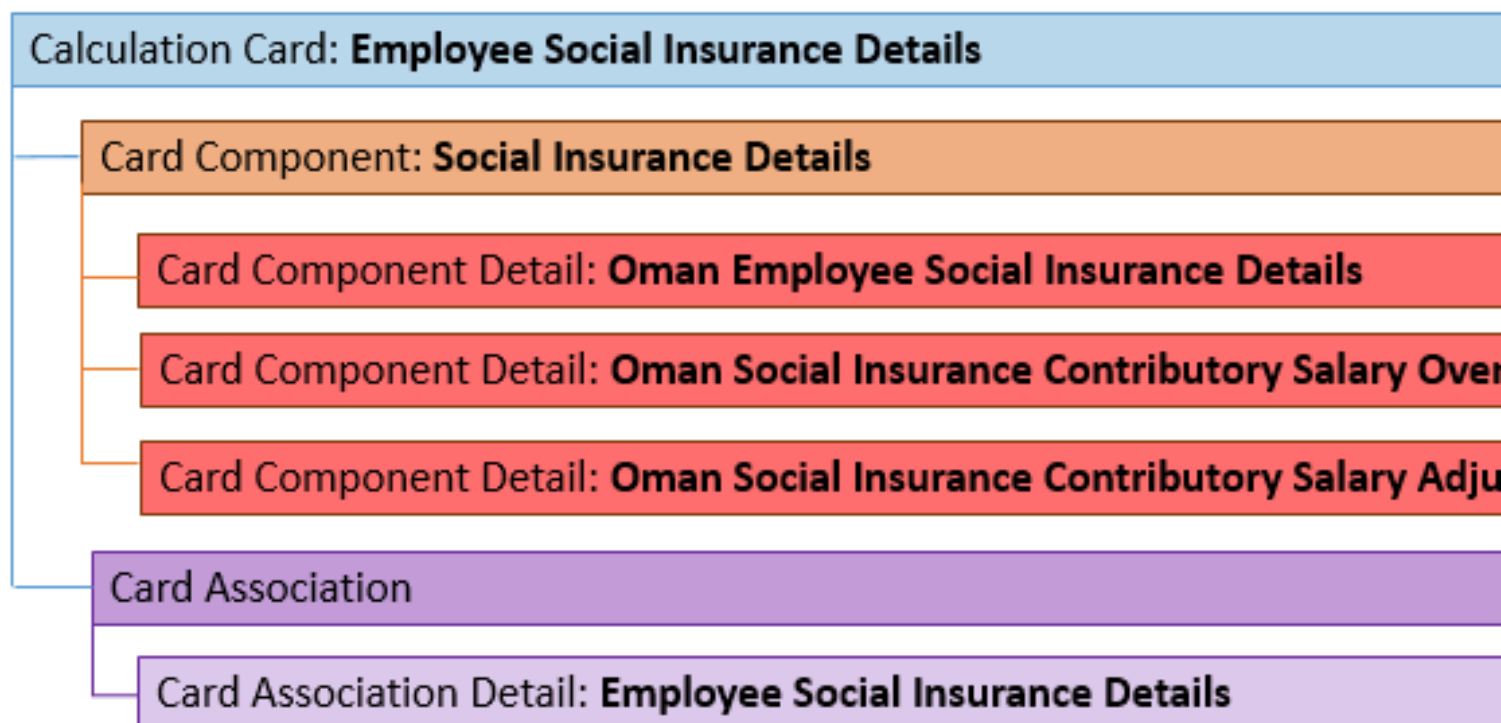 Calculation Card: Employee Social Insurance Details
Card Component: Social Insurance Details
Card Component Detail: Oman Employee Social Insurance Details
Card Component Detail: Oman Social Insurance Contributory Salary
Card Component Detail: Oman Social Insurance Contributory Salary
Card Association
Card Association Detail: Employee Social Insurance Details